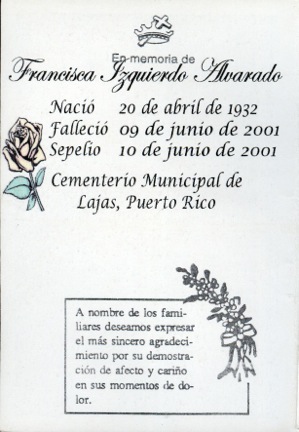 En memoria de
Francisca Izquierdo Alvarado
Nació 20 de abril de 1932
Falleció 09 de junio de 2001
Sepelio 10 de junio de 2001
Cementerio Municipal de
Lajas, Puerto Rico
A nombre de los fami-
liares deseamos expresar
el más sincero agradeci-
miento por su demostra-
ción de afecto y cariño
en sus momentos de do-
lor.